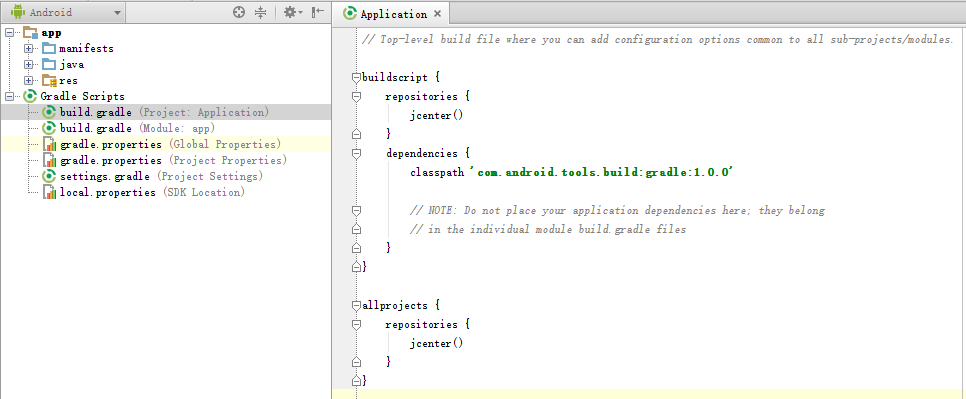 Android
app
manifests
java
res
Gradle Scripts
build.gradle (Project: Application)
build.gradle (Module: app)
gradle.properties (Global Properties)
gradle.properties (Project Properties)
settings.gradle (Project Settings)
local.properties (SDK Location)
Application
// Top-level build file where you can add configuration options common to all sub-projects/modules.
buildscript {
repositories {
jcenter()
}
dependencies {
classpath 'com.android.tools.build:gradle:1.0.0'
// NOTE: Do not place your application dependencies here; they belong
// in the individual module build.gradle files
}
}
allprojects {
repositories {
jcenter()
}
}